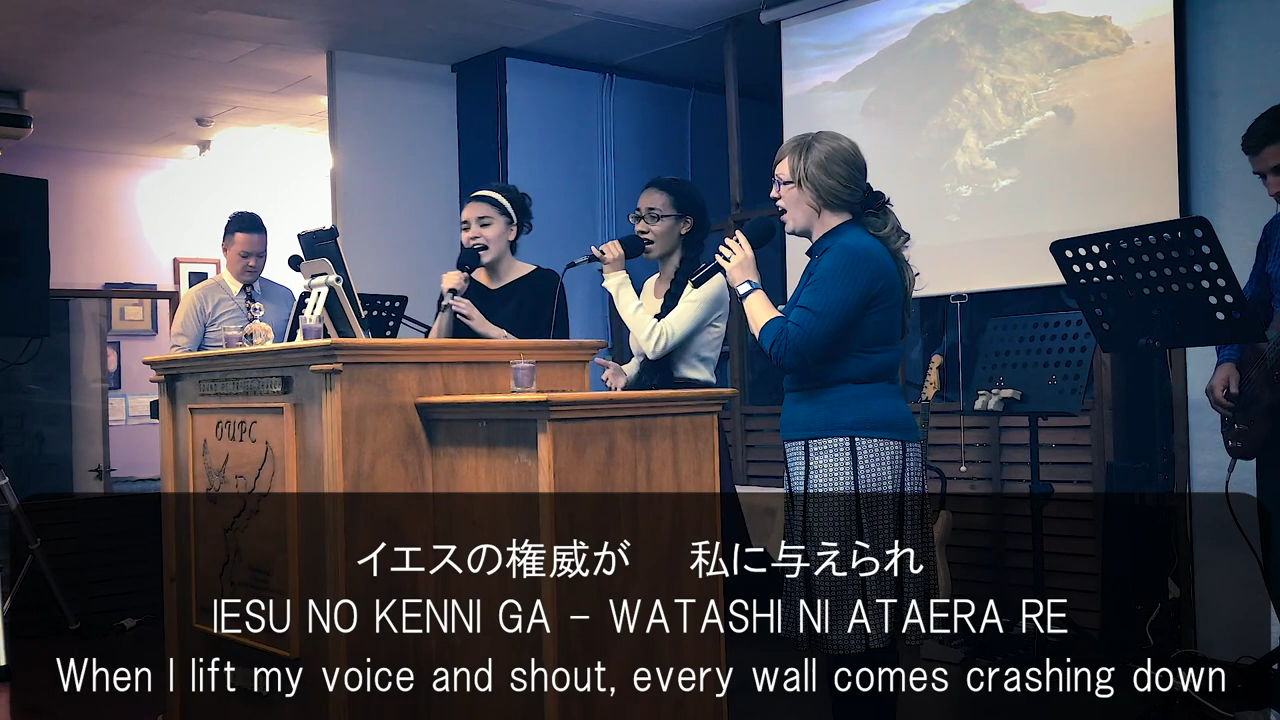 OUPC
イエスの権威が 私に与えられ
IESU NO KENNI GA – WATASHI NI ATAERA RE
When I lift my voice and shout, every wall comes crashing down